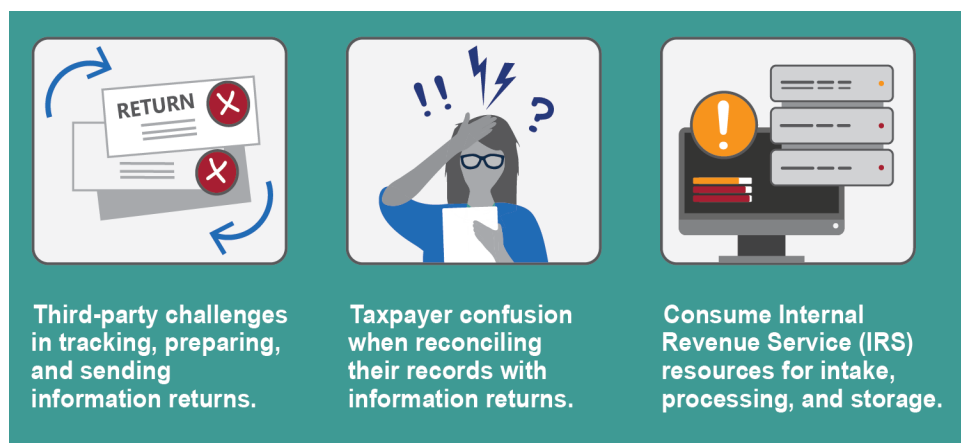 RETURN
!!
?
!
Third-party challenges
in tracking, preparing,
and sending
information returns.
Taxpayer confusion
when reconciling
their records with
information returns.
Consume Internal
Revenue Service (IRS)
resources for intake,
processing, and storage.